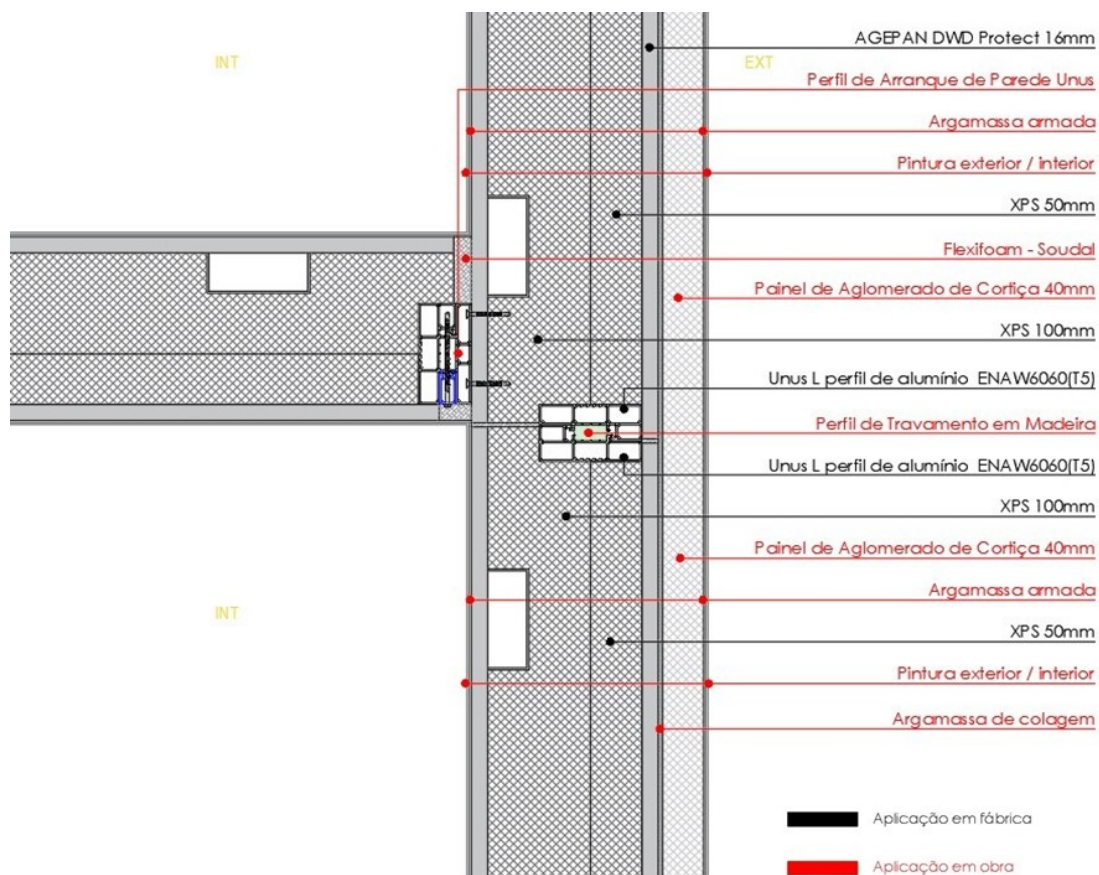 AGEPAN DWD Protect 16mm
INT
EXT
Perfil de Arranque de Parede Unus
Argamassa armada
Pintura exterior / interior
XPS 50mm
Flexifoam - Soudal
Painel de Aglomerado de Cortiça 40mm
XPS 100mm
Unus L perfil de alumínio ENAW6060(T5)
Perfil de Travamento em Madeira
Unus L perfil de alumínio ENAW6060(T5)
XPS 100mm
Painel de Aglomerado de Cortiça 40mm
Argamassa armada
INT
XPS 50mm
Pintura exterior / interior
Argamassa de colagem
Aplicação em fábrica
Aplicação em obra